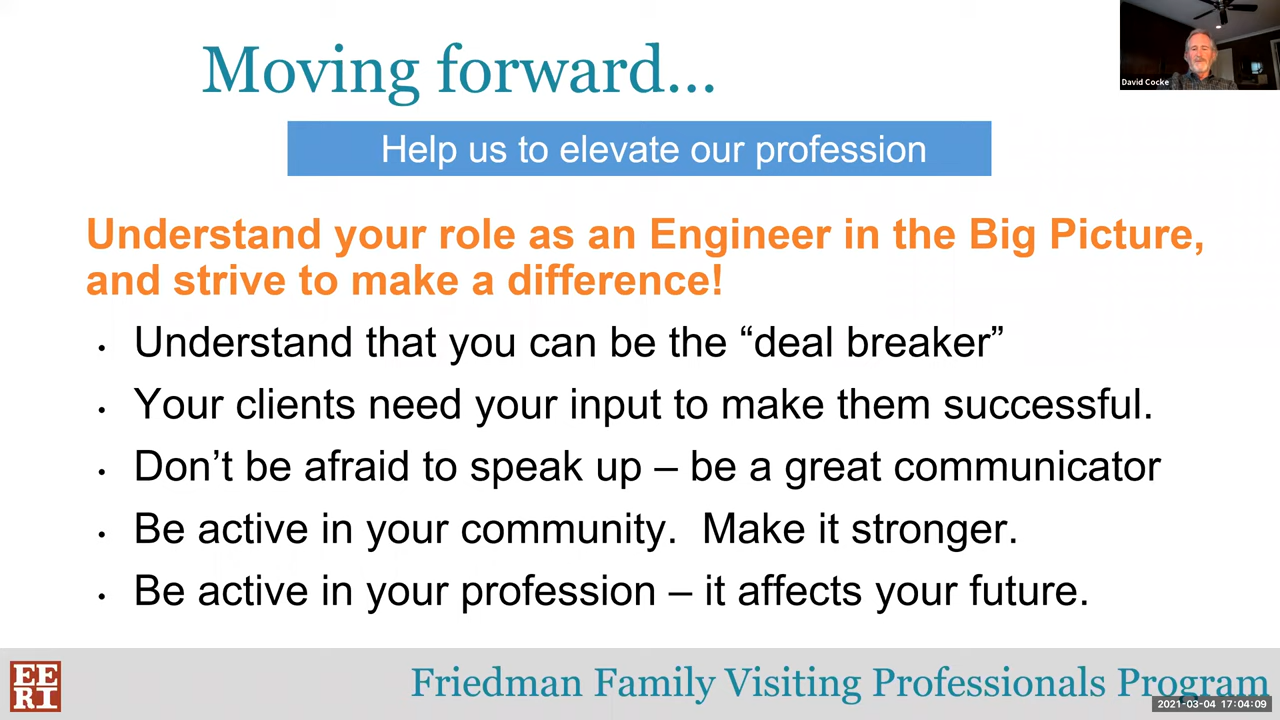 Moving forward...
David Cocke
Help us to elevate our profession
Understand your role as an Engineer in the Big Picture,
and strive to make a difference!
• Understand that you can be the “deal breaker”
• Your clients need your input to make them successful.
• Don’t be afraid to speak up – be a great communicator
• Be active in your community.  Make it stronger.
• Be active in your profession – it affects your future.
EE
RI
Friedman Family Visiting Professionals Program
2021-03-04 17:04:09